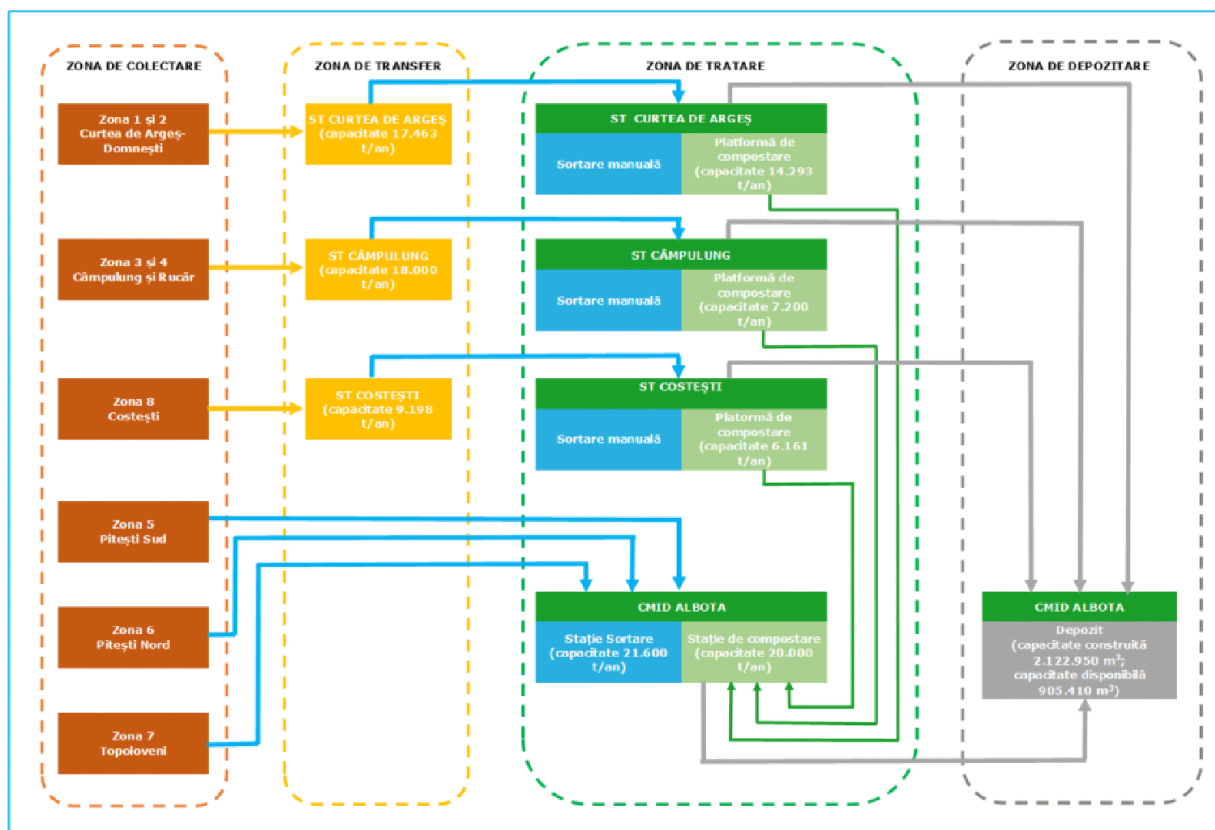 ZONA DE COLECTARE
Zona 1 și 2
Curtea de Argeș-
Domnești
Zona 3 și 4
Câmpulung și Rucăr
Zona 8
Costești
Zona 5
Pitești Sud
Zona 6
Pitești Nord
Zona 7
Topoloveni
ZONA DE TRANSFER
ST CURTEA DE ARGEȘ
(capacitate 17.463
t/an)
ST CÂMPULUNG
(capacitate 18.000
t/an)
ST COSTEȘTI
(capacitate 9.198
t/an)
ZONA DE TRATARE
ST CURTEA DE ARGEȘ
Sortare manuală
Platformă de
compostare
(capacitate 14.293
t/an)
ST CÂMPULUNG
Sortare manuală
Platformă de
compostare
(capacitate 7.200
t/an)
ST COSTEȘTI
Sortare manuală
Platormă de
compostare
(capacitate 6.161
t/an)
CMID ALBOTA
Stație Sortare
(capacitate 21.600
t/an)
Stație de compostare
(capacitate 20.000
t/an)
ZONA DE DEPOZITARE
CMID ALBOTA
Depozit
(capacitate construită
2.122.950 m³;
capacitate disponibilă
905.410 m³)